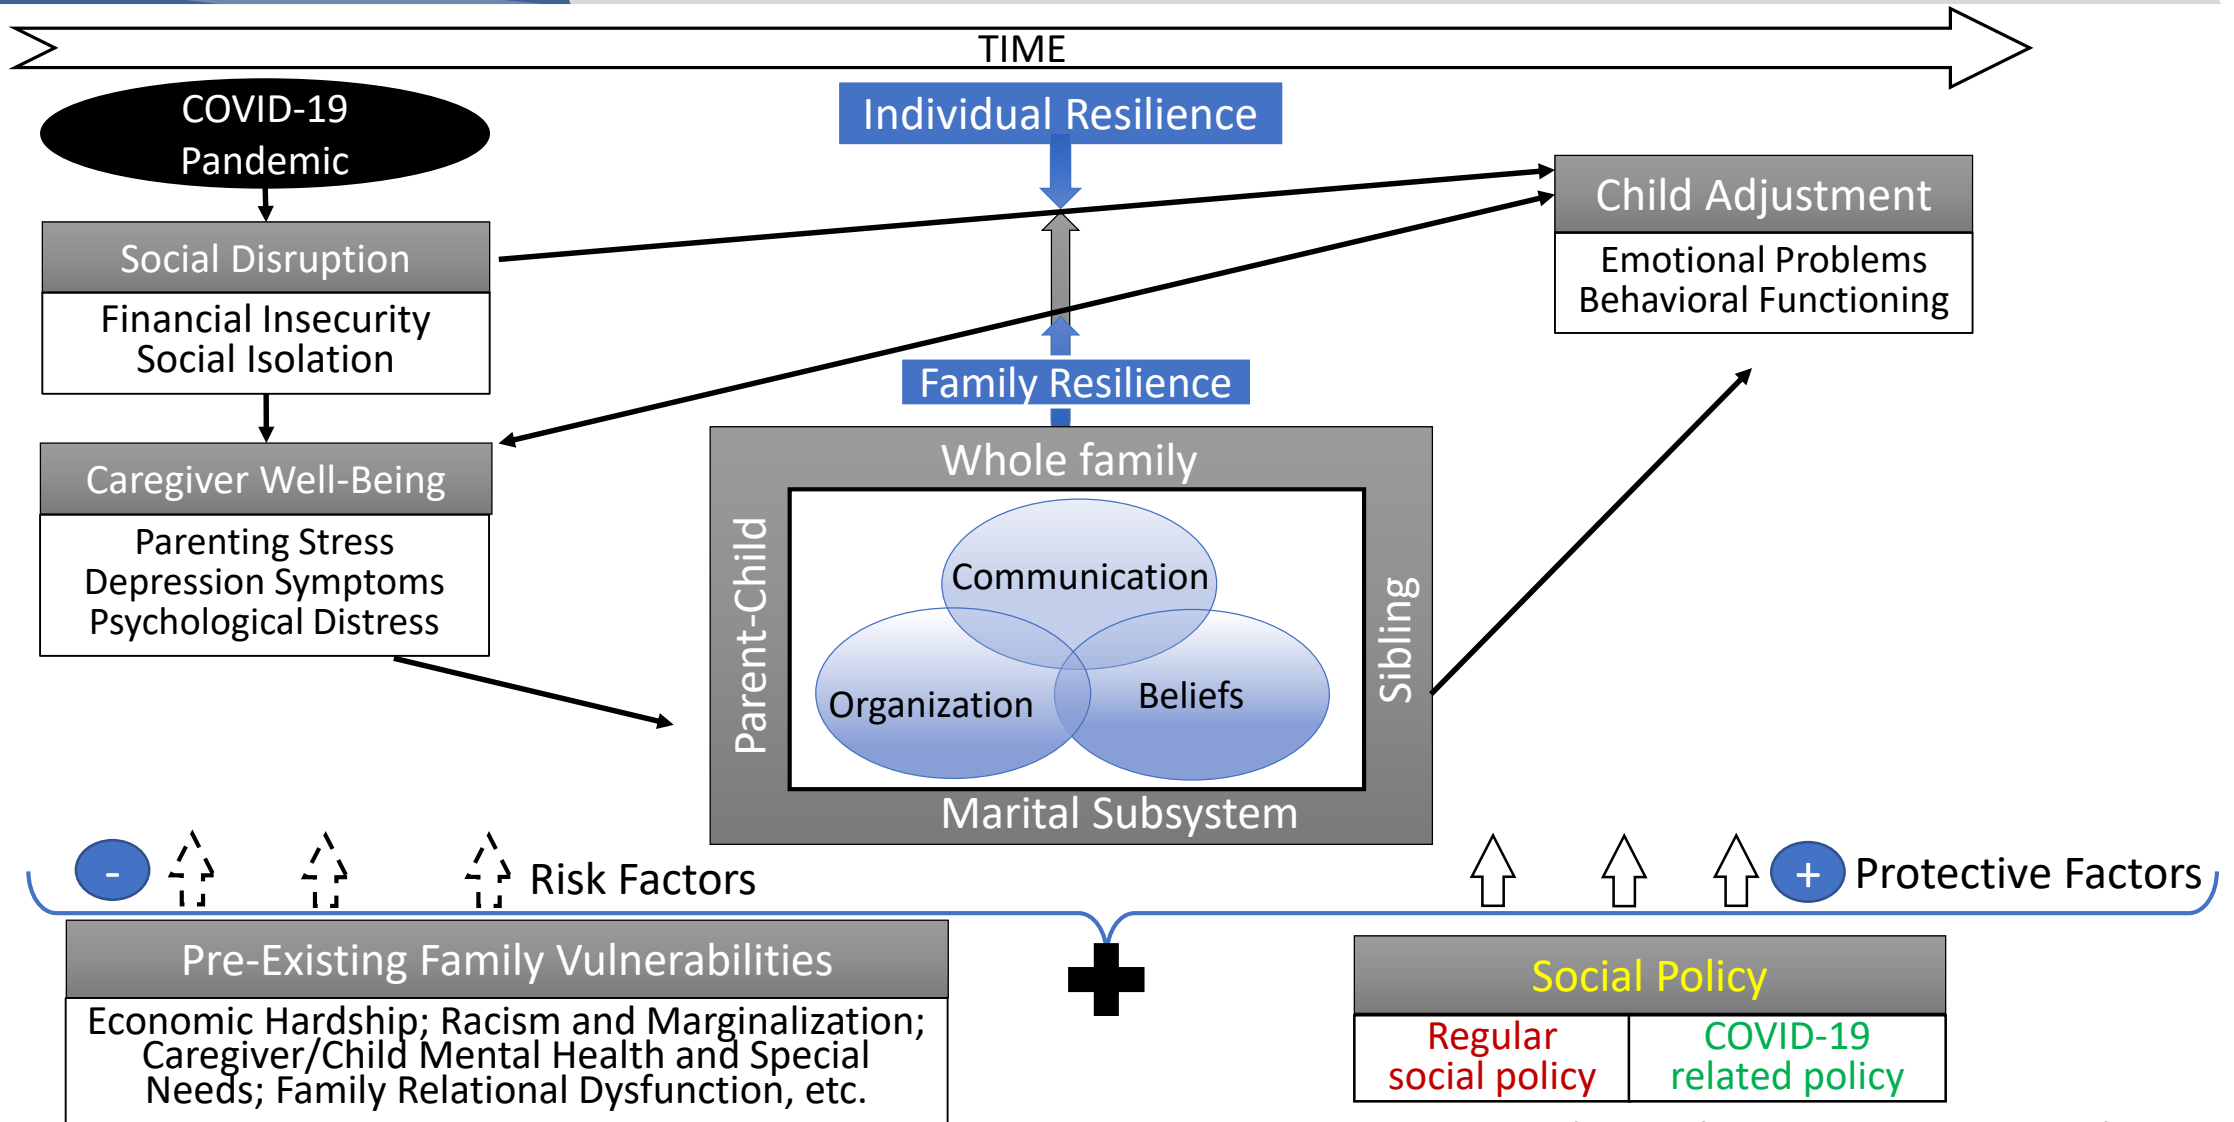 TIME
COVID-19
Pandemic
Individual Resilience
Child Adjustment
Emotional Problems
Behavioral Functioning
Social Disruption
Financial Insecurity
Social Isolation
Family Resilience
Caregiver Well-Being
Parenting Stress
Depression Symptoms
Psychological Distress
Whole family
Parent-Child
Communication
Organization
Beliefs
Sibling
Marital Subsystem
-
Risk Factors
+
Protective Factors
Pre-Existing Family Vulnerabilities
Economic Hardship; Racism and Marginalization;
Caregiver/Child Mental Health and Special
Needs; Family Relational Dysfunction, etc.
Social Policy
Regular
social policy
COVID-19
related policy